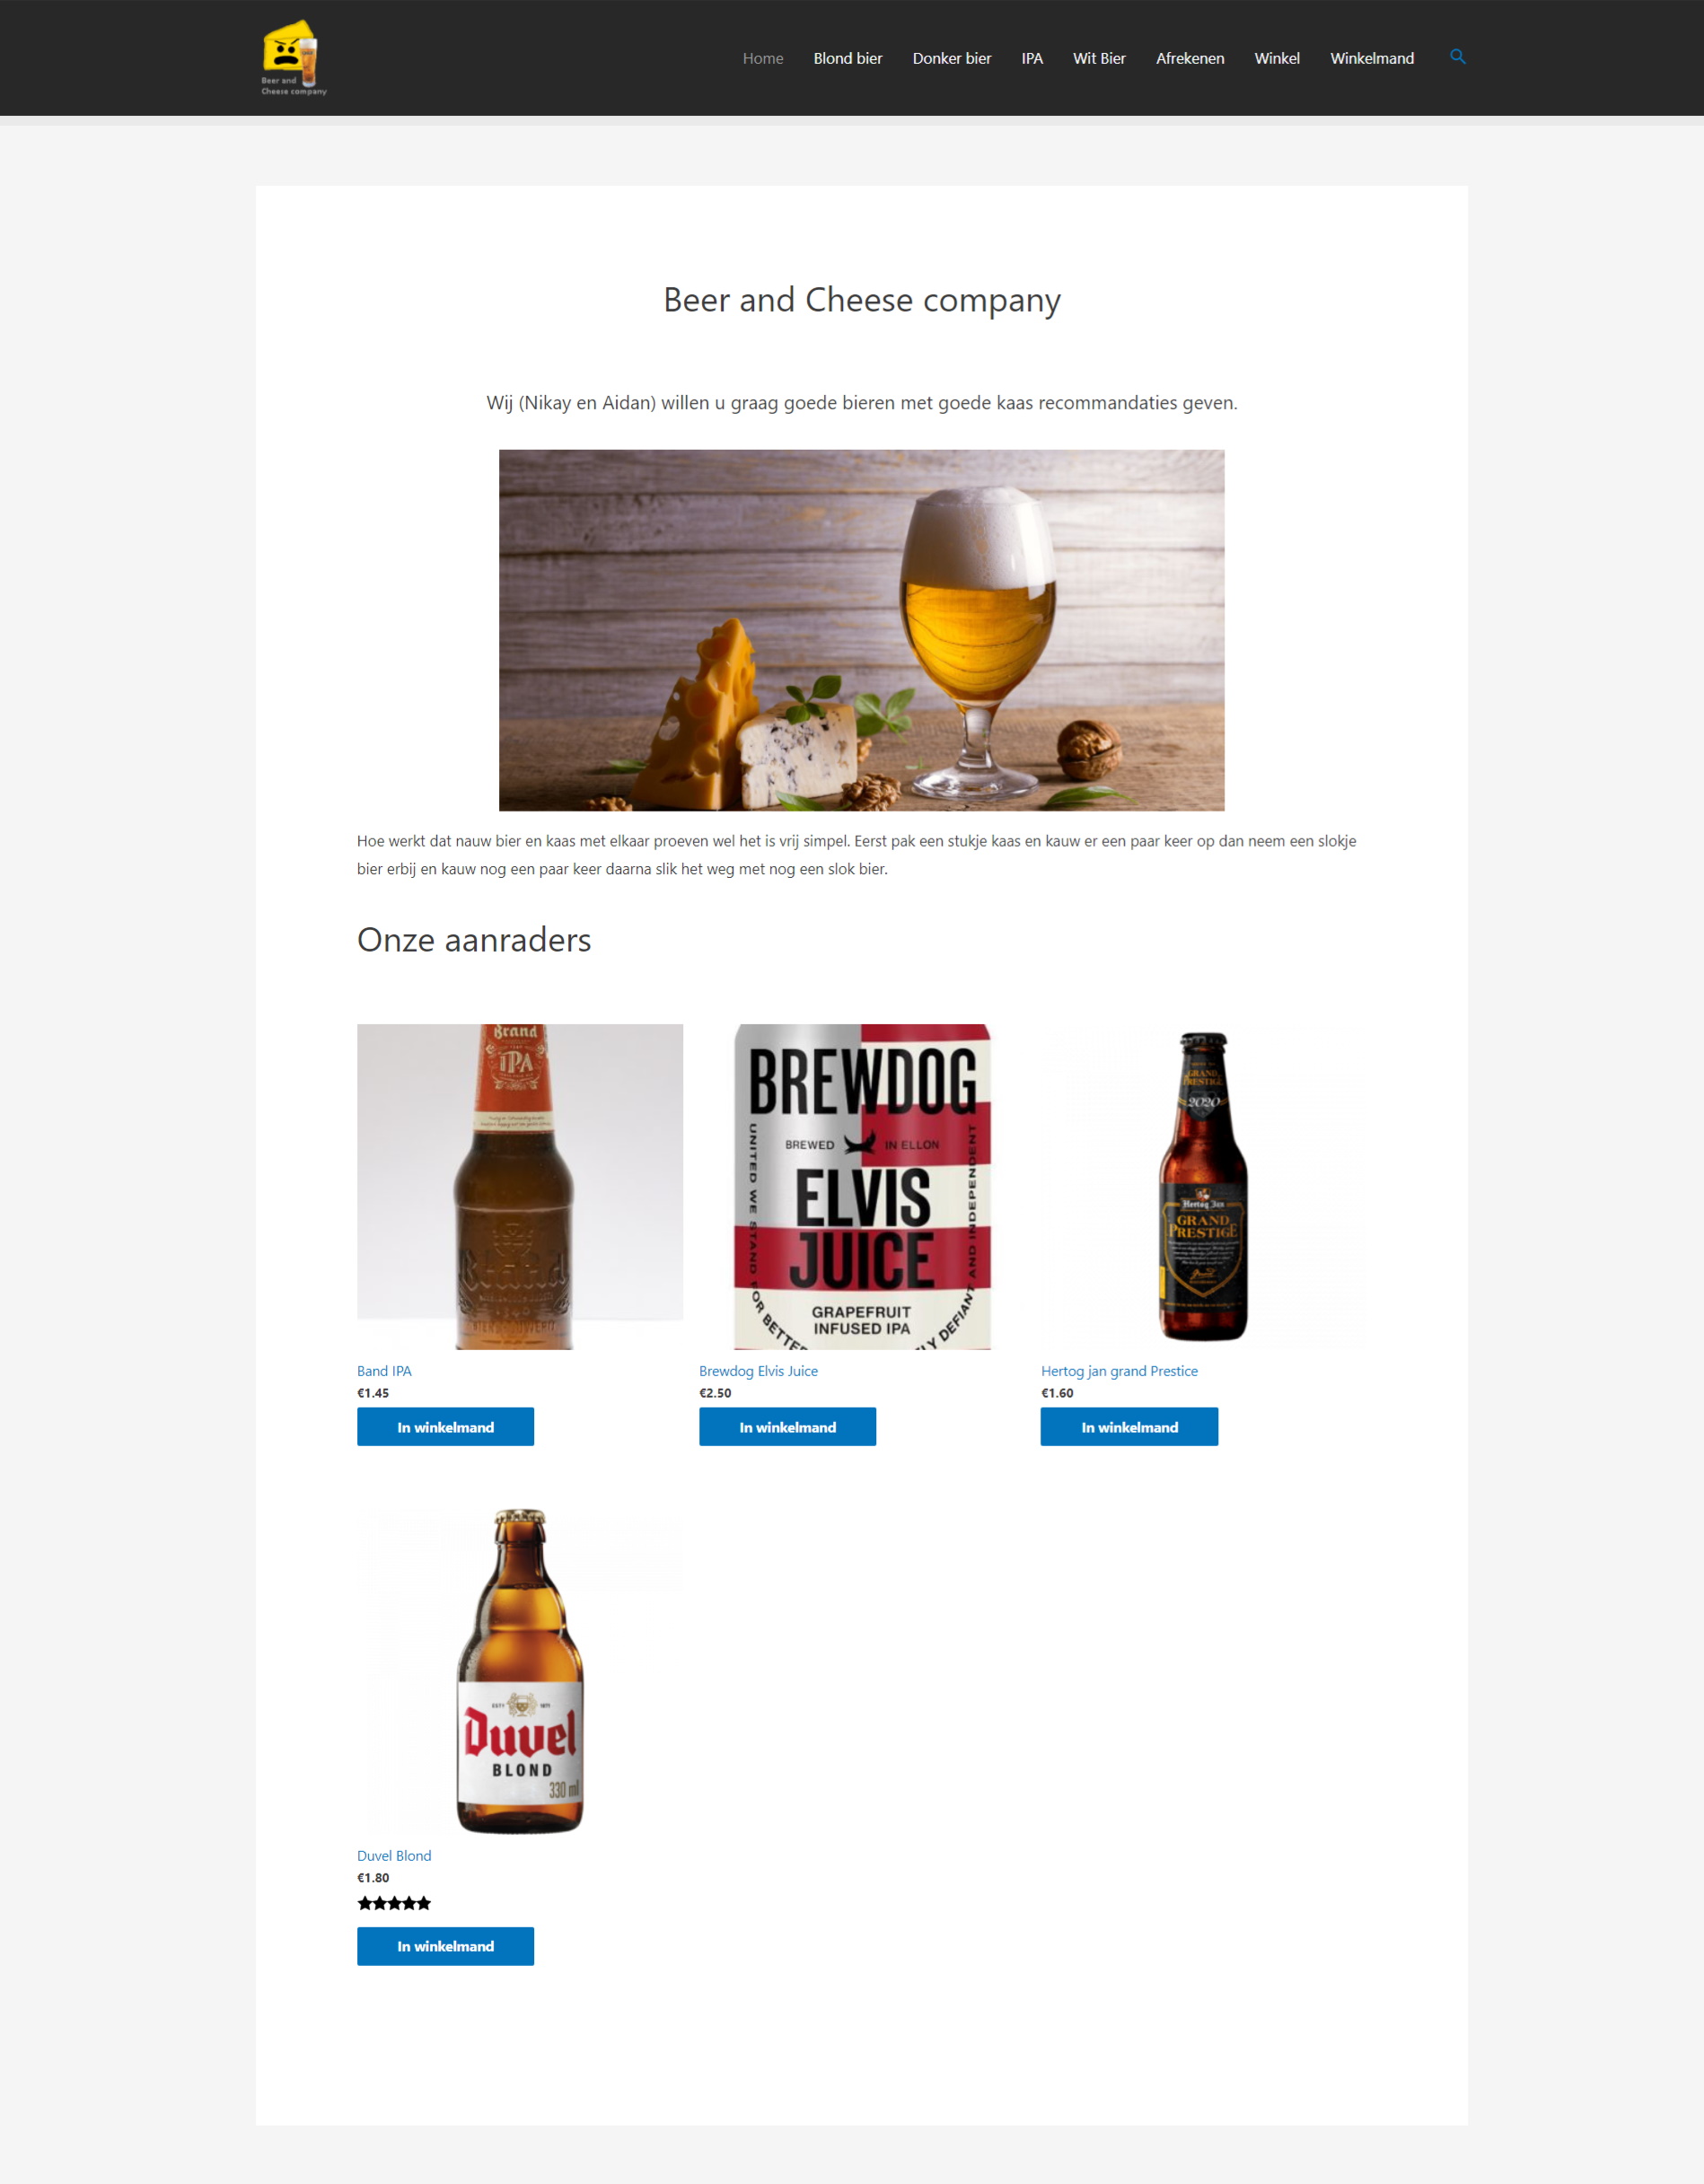 Beer and
Cheese company
Home Blond bier Donker bier IPA Wit Bier Afrekenen Winkel Winkelmand
Beer and Cheese company
Wij (Nikay en Aidan) willen u graag goede bieren met goede kaas recommandaties geven.
Hoe werkt dat nauw bier en kaas met elkaar proeven wel het is vrij simpel. Eerst pak een stukje kaas en kauw er een paar keer op dan neem een slokje
bier erbij en kauw nog een paar keer daarna slik het weg met nog een slok bier.
Onze aanraders
Brand
IPA
BREWDOG
BREWED IN ELLON
UNITED WE STAND FOR
AND INDEPENDENT
ELVIS
JUICE
GRAPEFRUIT
INFUSED IPA
GRAND
PRESTIGE
2020
Hertog Jan
GRAND
PRESTIGE
Band IPA
€1.45
In winkelmand
Brewdog Elvis Juice
€2.50
In winkelmand
Hertog jan grand Prestice
€1.60
In winkelmand
ESTD 1871
Duvel
BLOND
330 ml
Duvel Blond
€1.80
In winkelmand